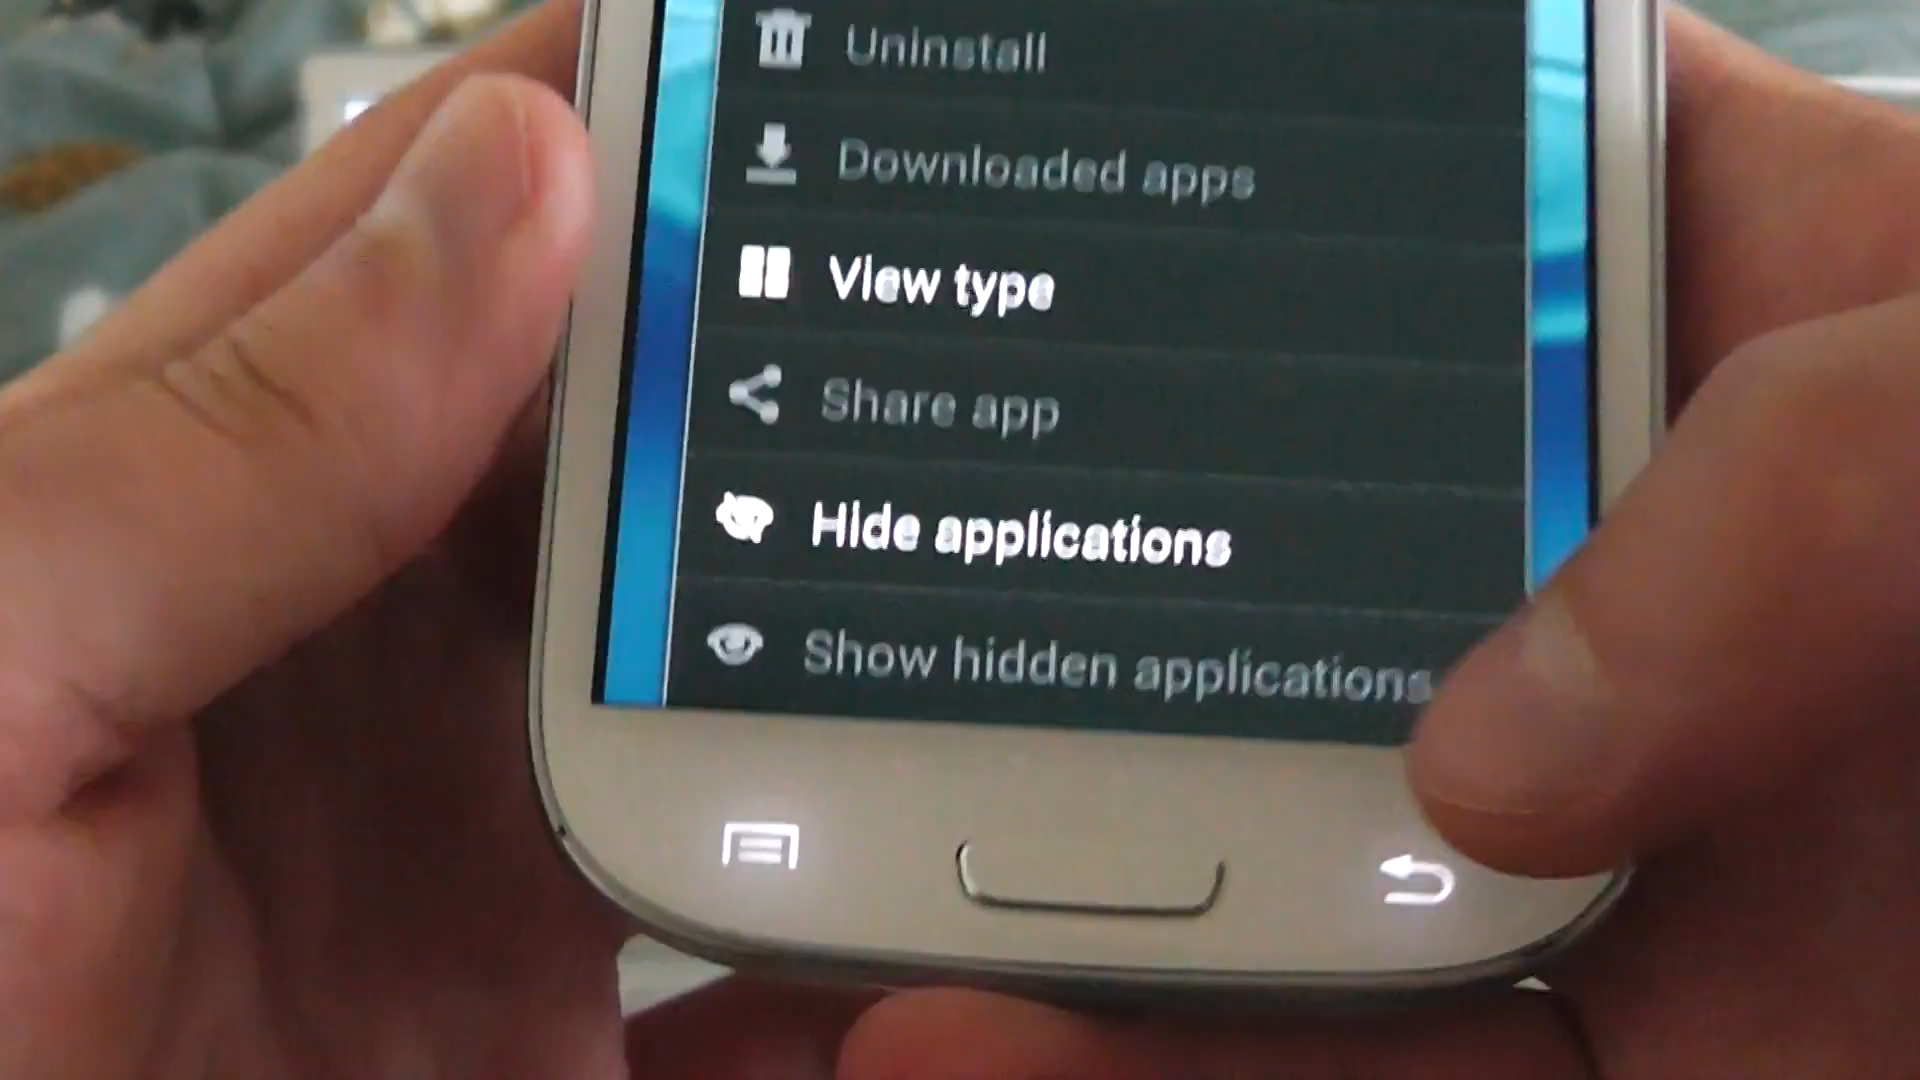 Uninstall
Downloaded apps
View type
Share app
Hide applications
Show hidden applications